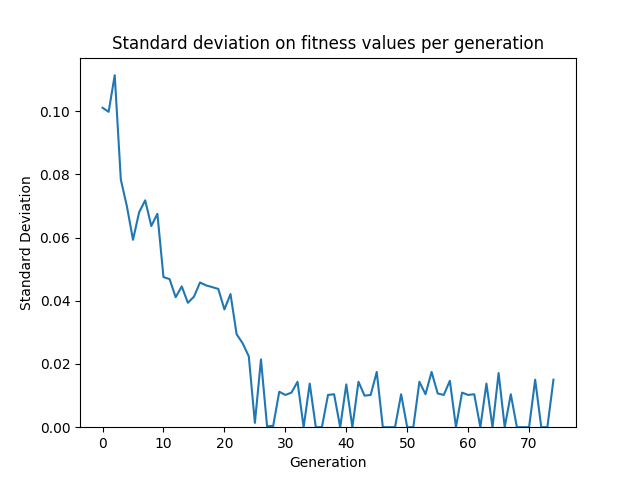 Standard deviation on fitness values per generation
Standard Deviation
0.10
0.08
0.06
0.04
0.02
0.00
0 10 20 30 40 50 60 70
Generation